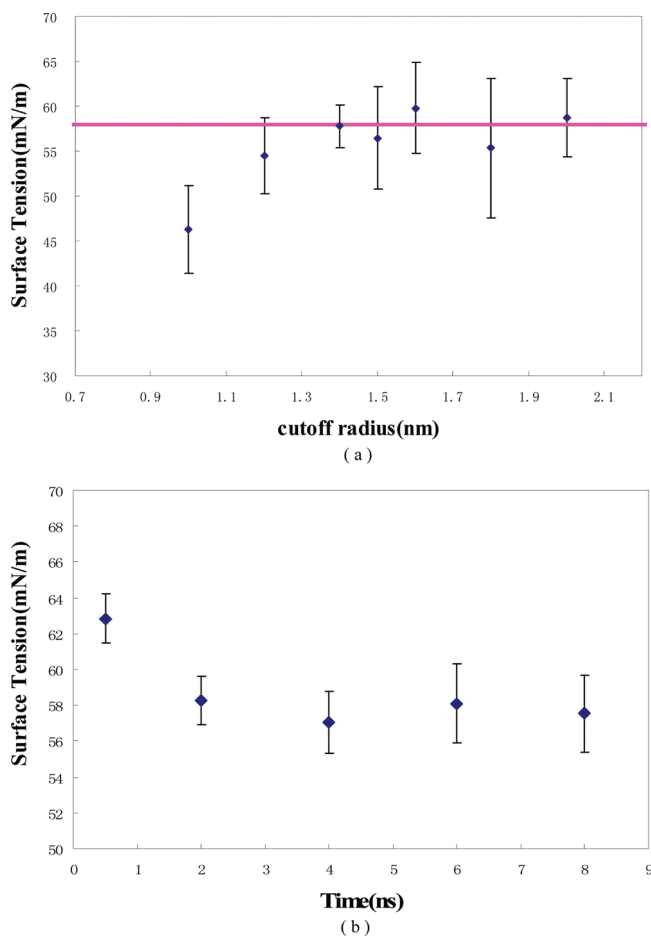 Surface Tension(mN/m)
70
65
60
55
50
45
40
35
30
0.7 0.9 1.1 1.3 1.5 1.7 1.9 2.1
cutoff radius(nm)
( a )
Surface Tension(mN/m)
70
68
66
64
62
60
58
56
54
52
50
0 1 2 3 4 5 6 7 8 9
Time(ns)
( b )